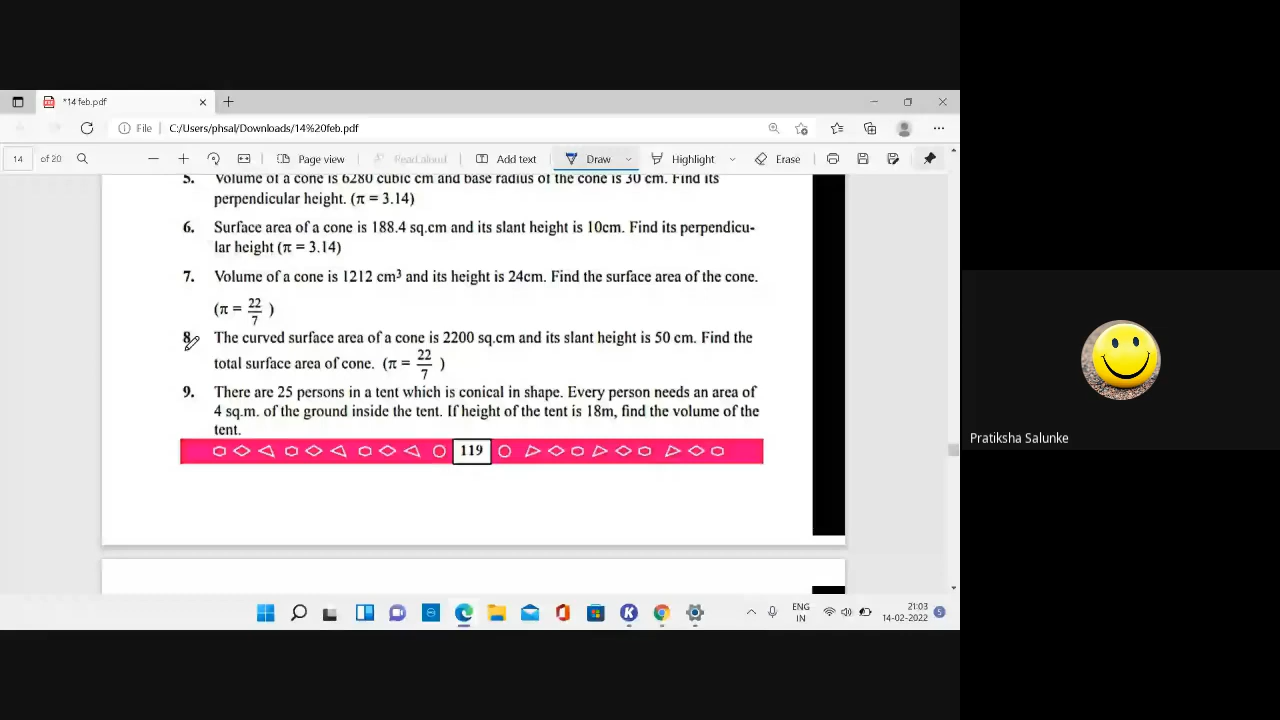 *14 feb.pdf
File C:/Users/phsal/Downloads/14%20feb.pdf
14 of 20 Page view Read aloud Add text Draw Highlight Erase
5. Volume of a cone is 6280 cubic cm and base radius of the cone is 30 cm. Find its
perpendicular height. (π = 3.14)
6. Surface area of a cone is 188.4 sq.cm and its slant height is 10cm. Find its perpendicu-
lar height (π = 3.14)
7. Volume of a cone is 1212 cm³ and its height is 24cm. Find the surface area of the cone.
(π = 22/7 )
8. The curved surface area of a cone is 2200 sq.cm and its slant height is 50 cm. Find the
total surface area of cone. (π = 22/7 )
9. There are 25 persons in a tent which is conical in shape. Every person needs an area of
4 sq.m. of the ground inside the tent. If height of the tent is 18m, find the volume of the
tent.
119
Pratiksha Salunke
ENG 21:03
IN 14-02-2022 5